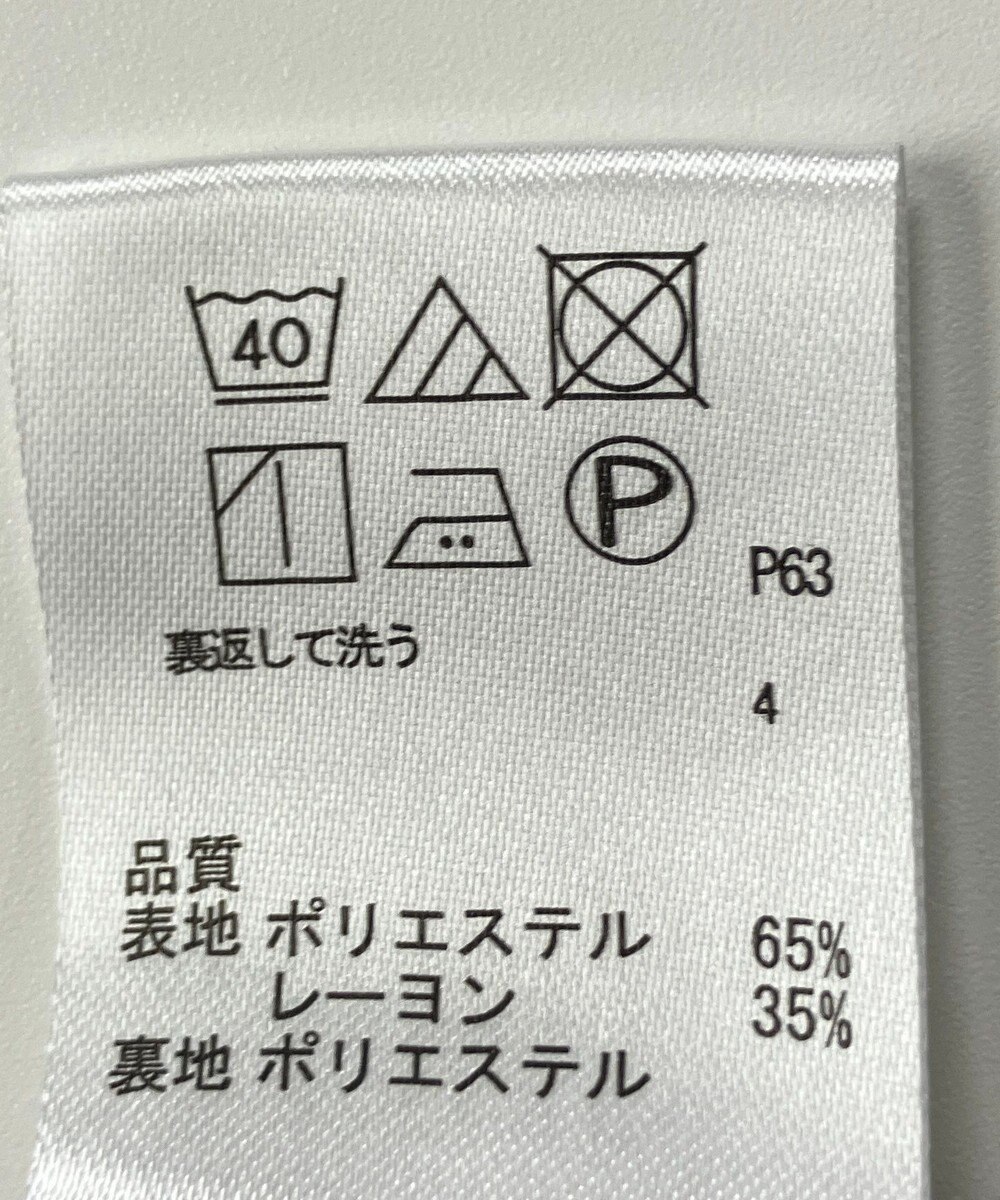 40
P
P63
裏返して洗う
4
品質
表地 ポリエステル 65%
レーヨン 35%
裏地 ポリエステル